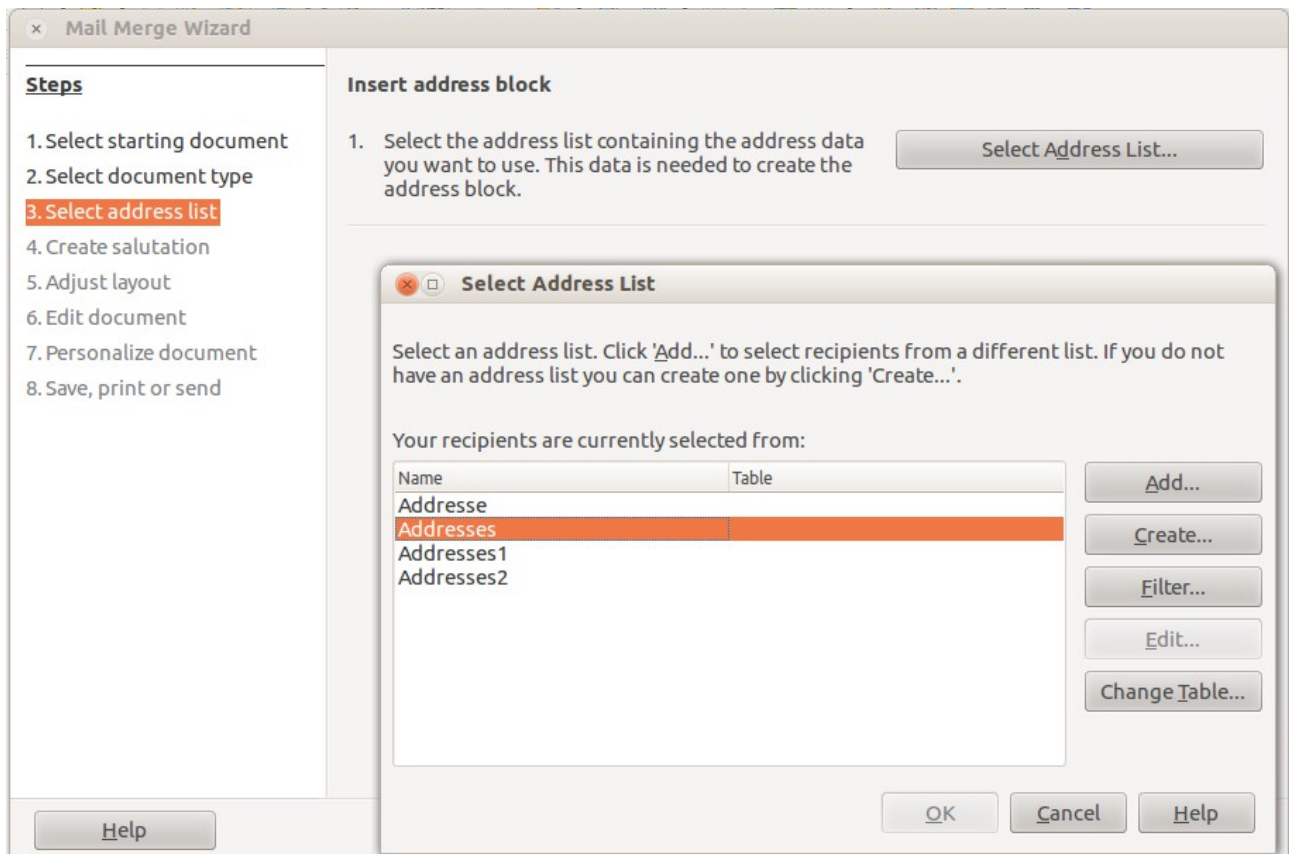 Mail Merge Wizard
Steps
1. Select starting document
2. Select document type
3. Select address list
4. Create salutation
5. Adjust layout
6. Edit document
7. Personalize document
8. Save, print or send
Help
Insert address block
1. Select the address list containing the address data
you want to use. This data is needed to create the
address block.
Select Address List...
Select Address List
Select an address list. Click 'Add...' to select recipients from a different list. If you do not
have an address list you can create one by clicking 'Create...'.
Your recipients are currently selected from:
Name Table
Addresse
Addresses
Addresses1
Addresses2
Add...
Create...
Filter...
Edit...
Change Table...
OK Cancel Help